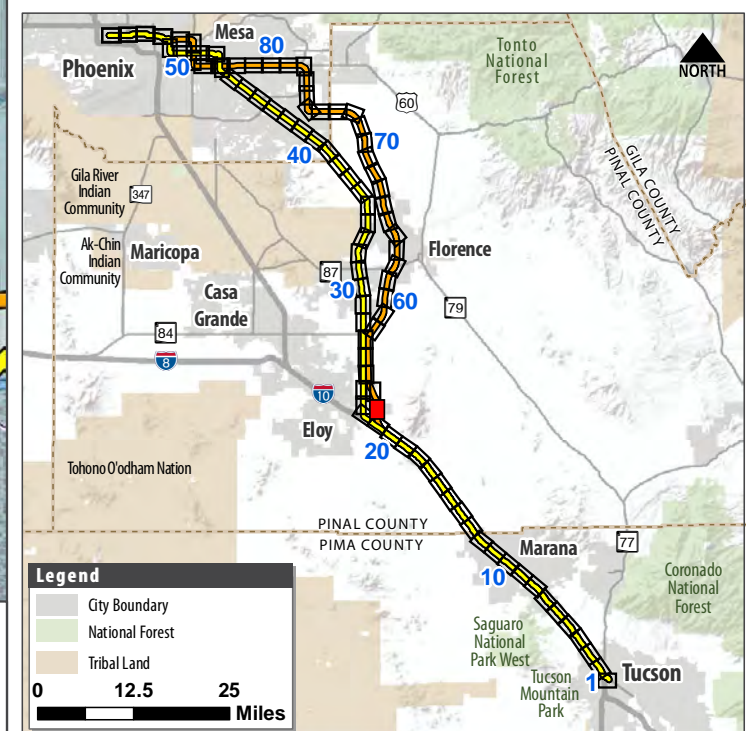 Mesa
80
Tonto
National
Forest
NORTH
Phoenix
50
60
70
40
GILA COUNTY
PINAL COUNTY
Gila River
Indian
Community
347
Ak-Chin
Indian
Community
Maricopa
Florence
87
30
Casa
Grande
60
79
84
8
10
Eloy
20
Tohono O'odham Nation
PINAL COUNTY
PIMA COUNTY
Marana
77
10
Coronado
National
Forest
Saguaro
National
Park West
Tucson
Mountain
Park
1
Tucson
Legend
City Boundary
National Forest
Tribal Land
0 12.5 25
Miles